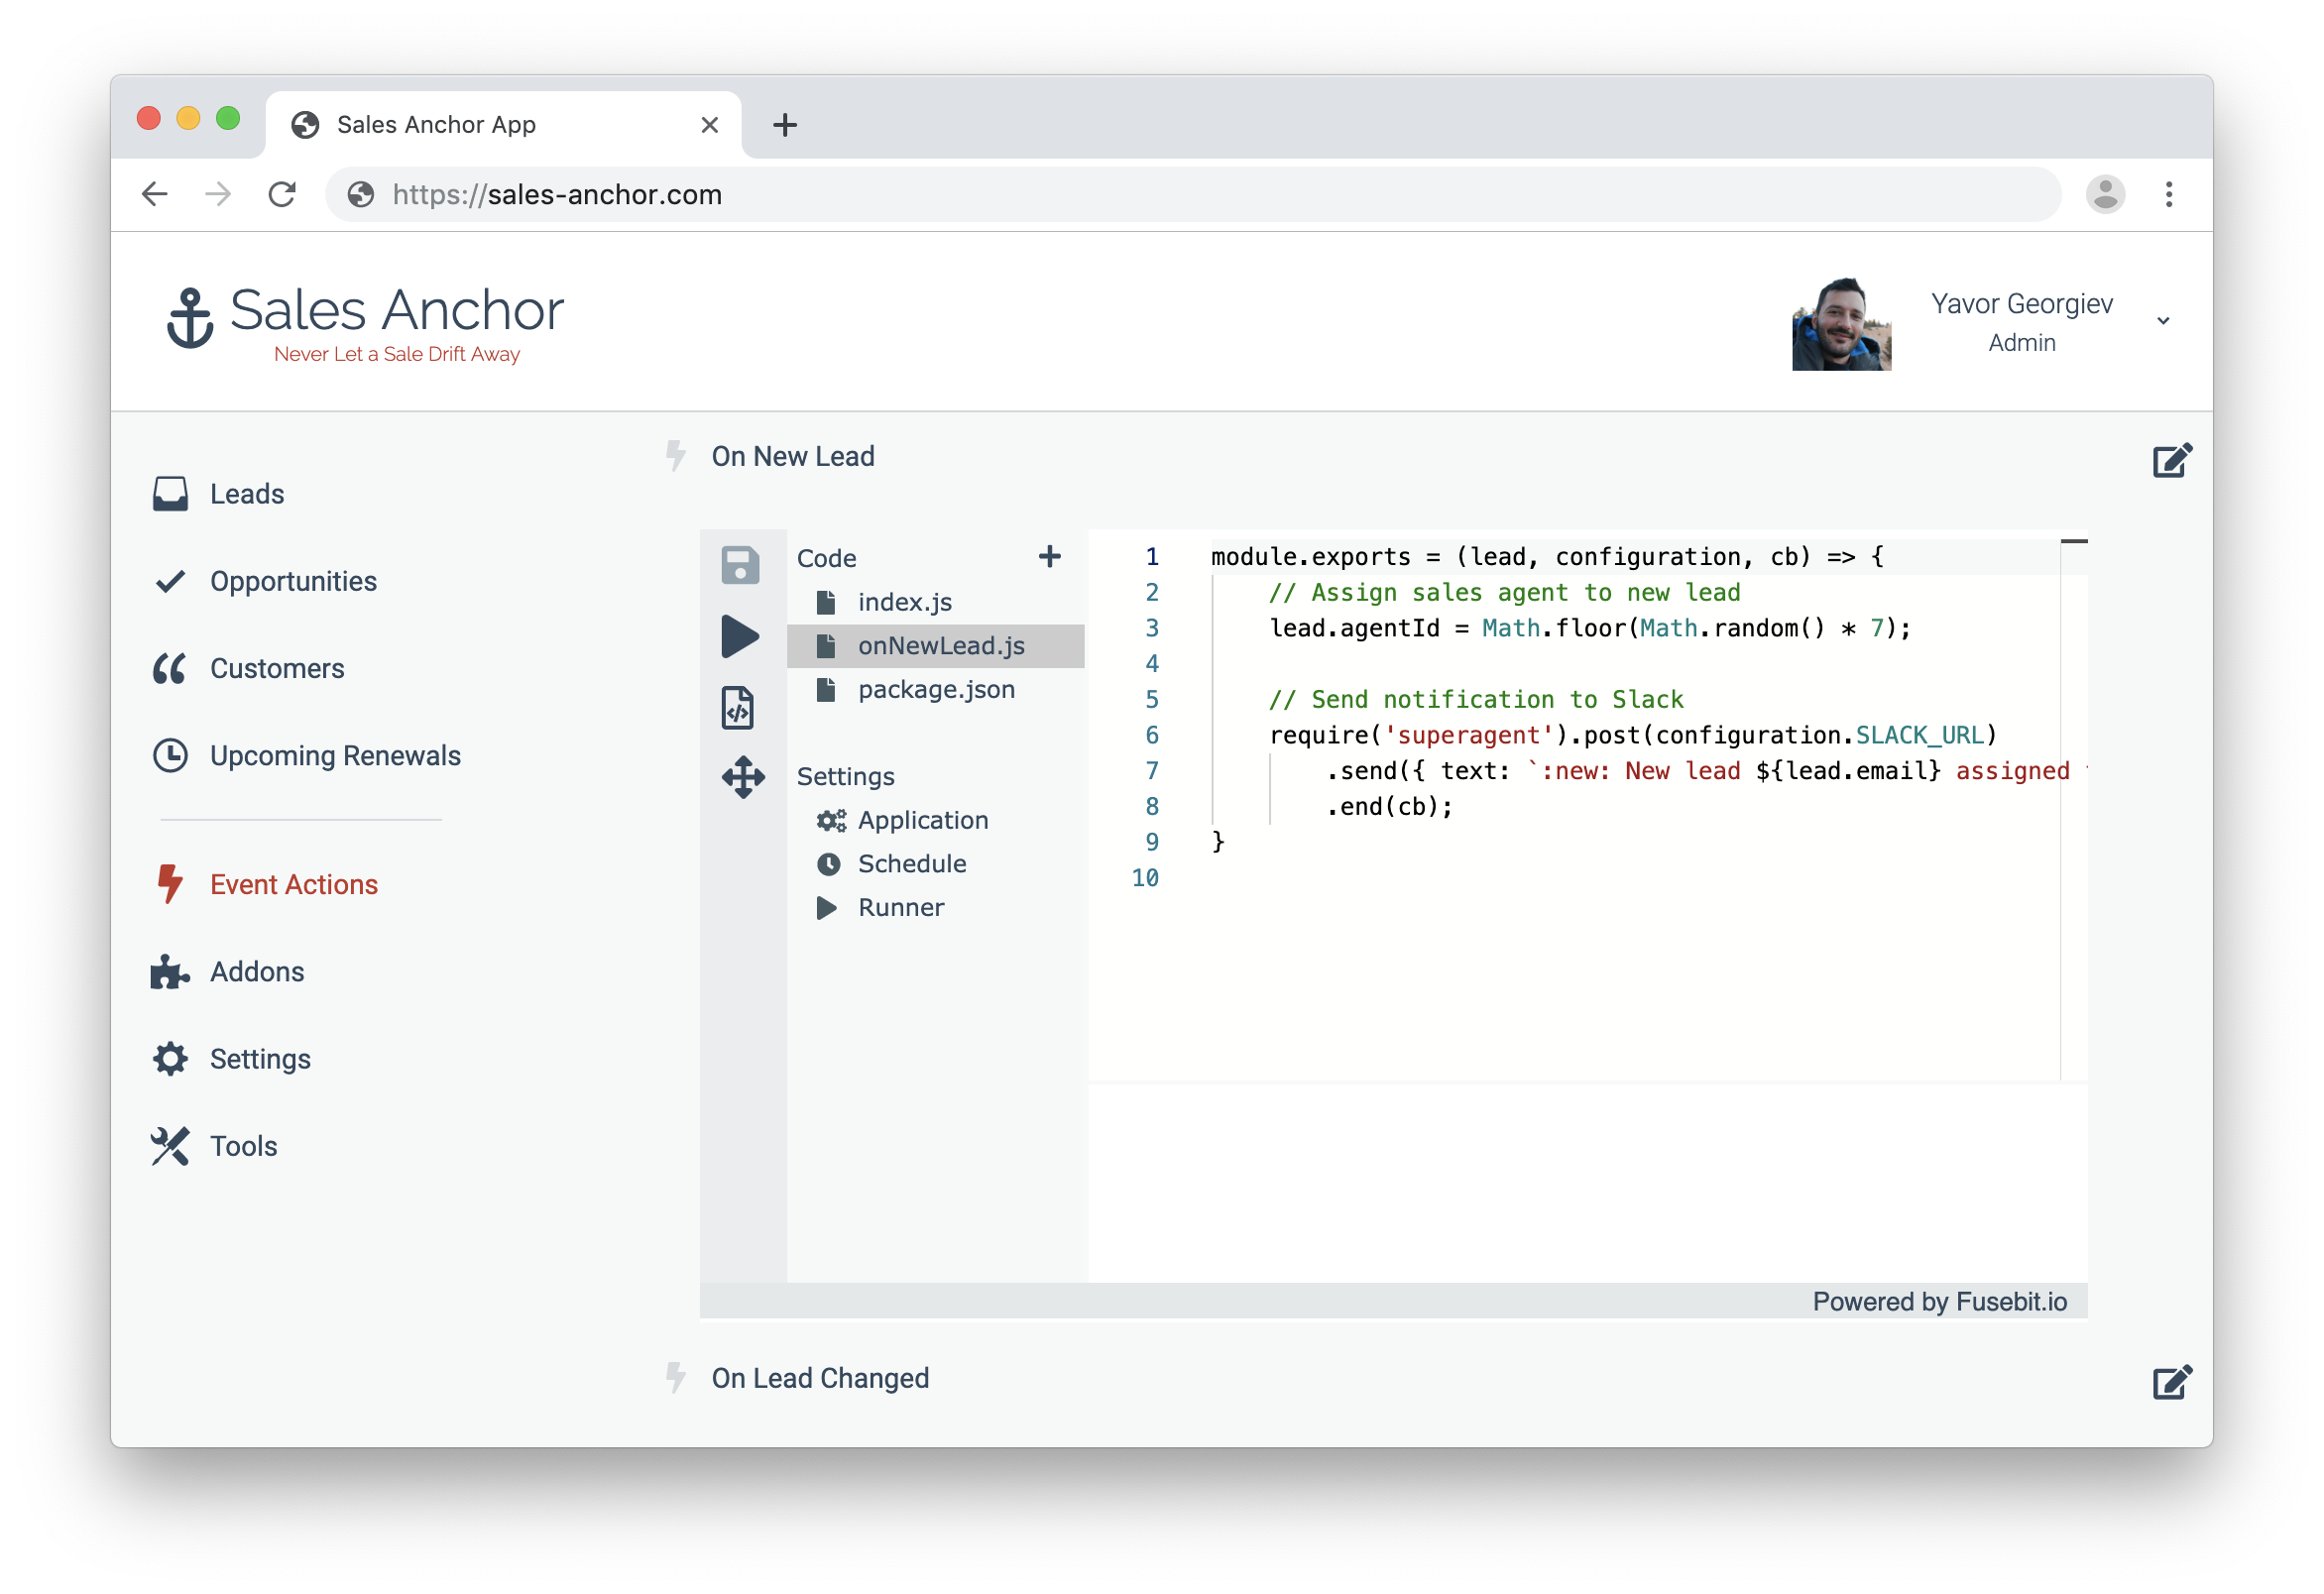 Sales Anchor App
https://sales-anchor.com
Sales Anchor
Never Let a Sale Drift Away
Yavor Georgiev
Admin
Leads
Opportunities
Customers
Upcoming Renewals
Event Actions
Addons
Settings
Tools
On New Lead
Code
index.js
onNewLead.js
package.json
Settings
Application
Schedule
Runner
1 module.exports = (lead, configuration, cb) => {
2 // Assign sales agent to new lead
3 lead.agentId = Math.floor(Math.random() * 7);
4
5 // Send notification to Slack
6 require('superagent').post(configuration.SLACK_URL)
7 .send({ text: `:new: New lead ${lead.email} assigned
8 .end(cb);
9 }
10
Powered by Fusebit.io
On Lead Changed